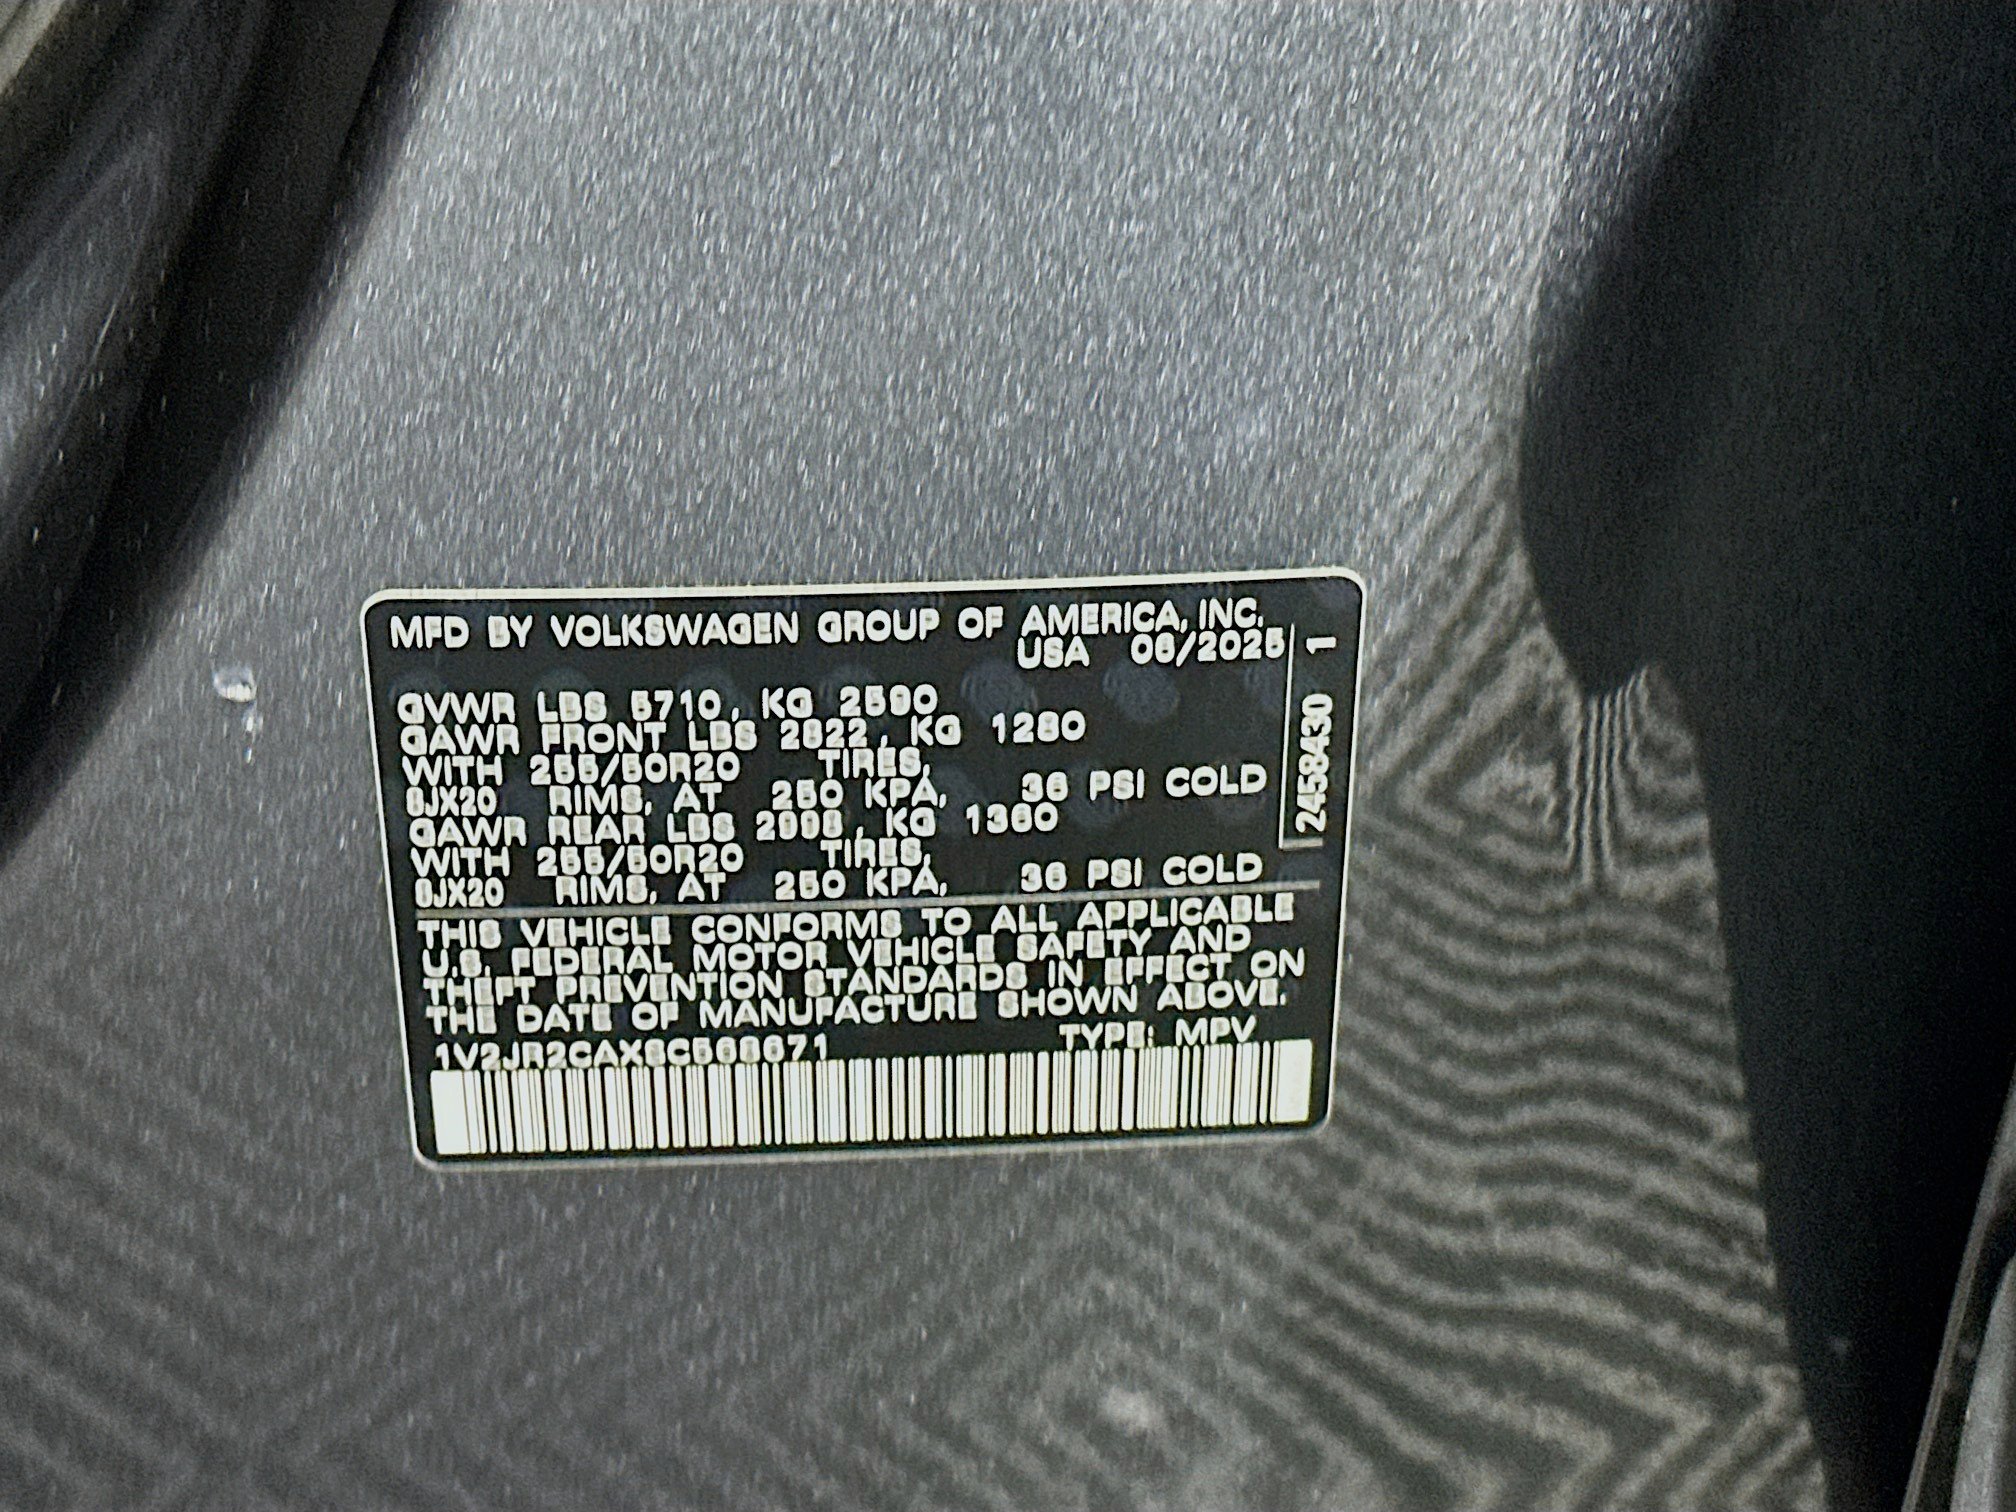 MFD BY VOLKSWAGEN GROUP OF AMERICA, INC.
USA 06/2025
GVWR LBS 5710, KG 2590
GAWR FRONT LBS 2822, KG 1280
WITH 255/50R20 TIRES,
8JX20 RIMS, AT 250 KPA, 36 PSI COLD
GAWR REAR LBS 2998, KG 1360
WITH 255/50R20 TIRES,
8JX20 RIMS, AT 250 KPA, 36 PSI COLD
THIS VEHICLE CONFORMS TO ALL APPLICABLE
U.S. FEDERAL MOTOR VEHICLE SAFETY AND
THEFT PREVENTION STANDARDS IN EFFECT ON
THE DATE OF MANUFACTURE SHOWN ABOVE.
1V2JR2CAXSC568671 TYPE: MPV
2458430 1